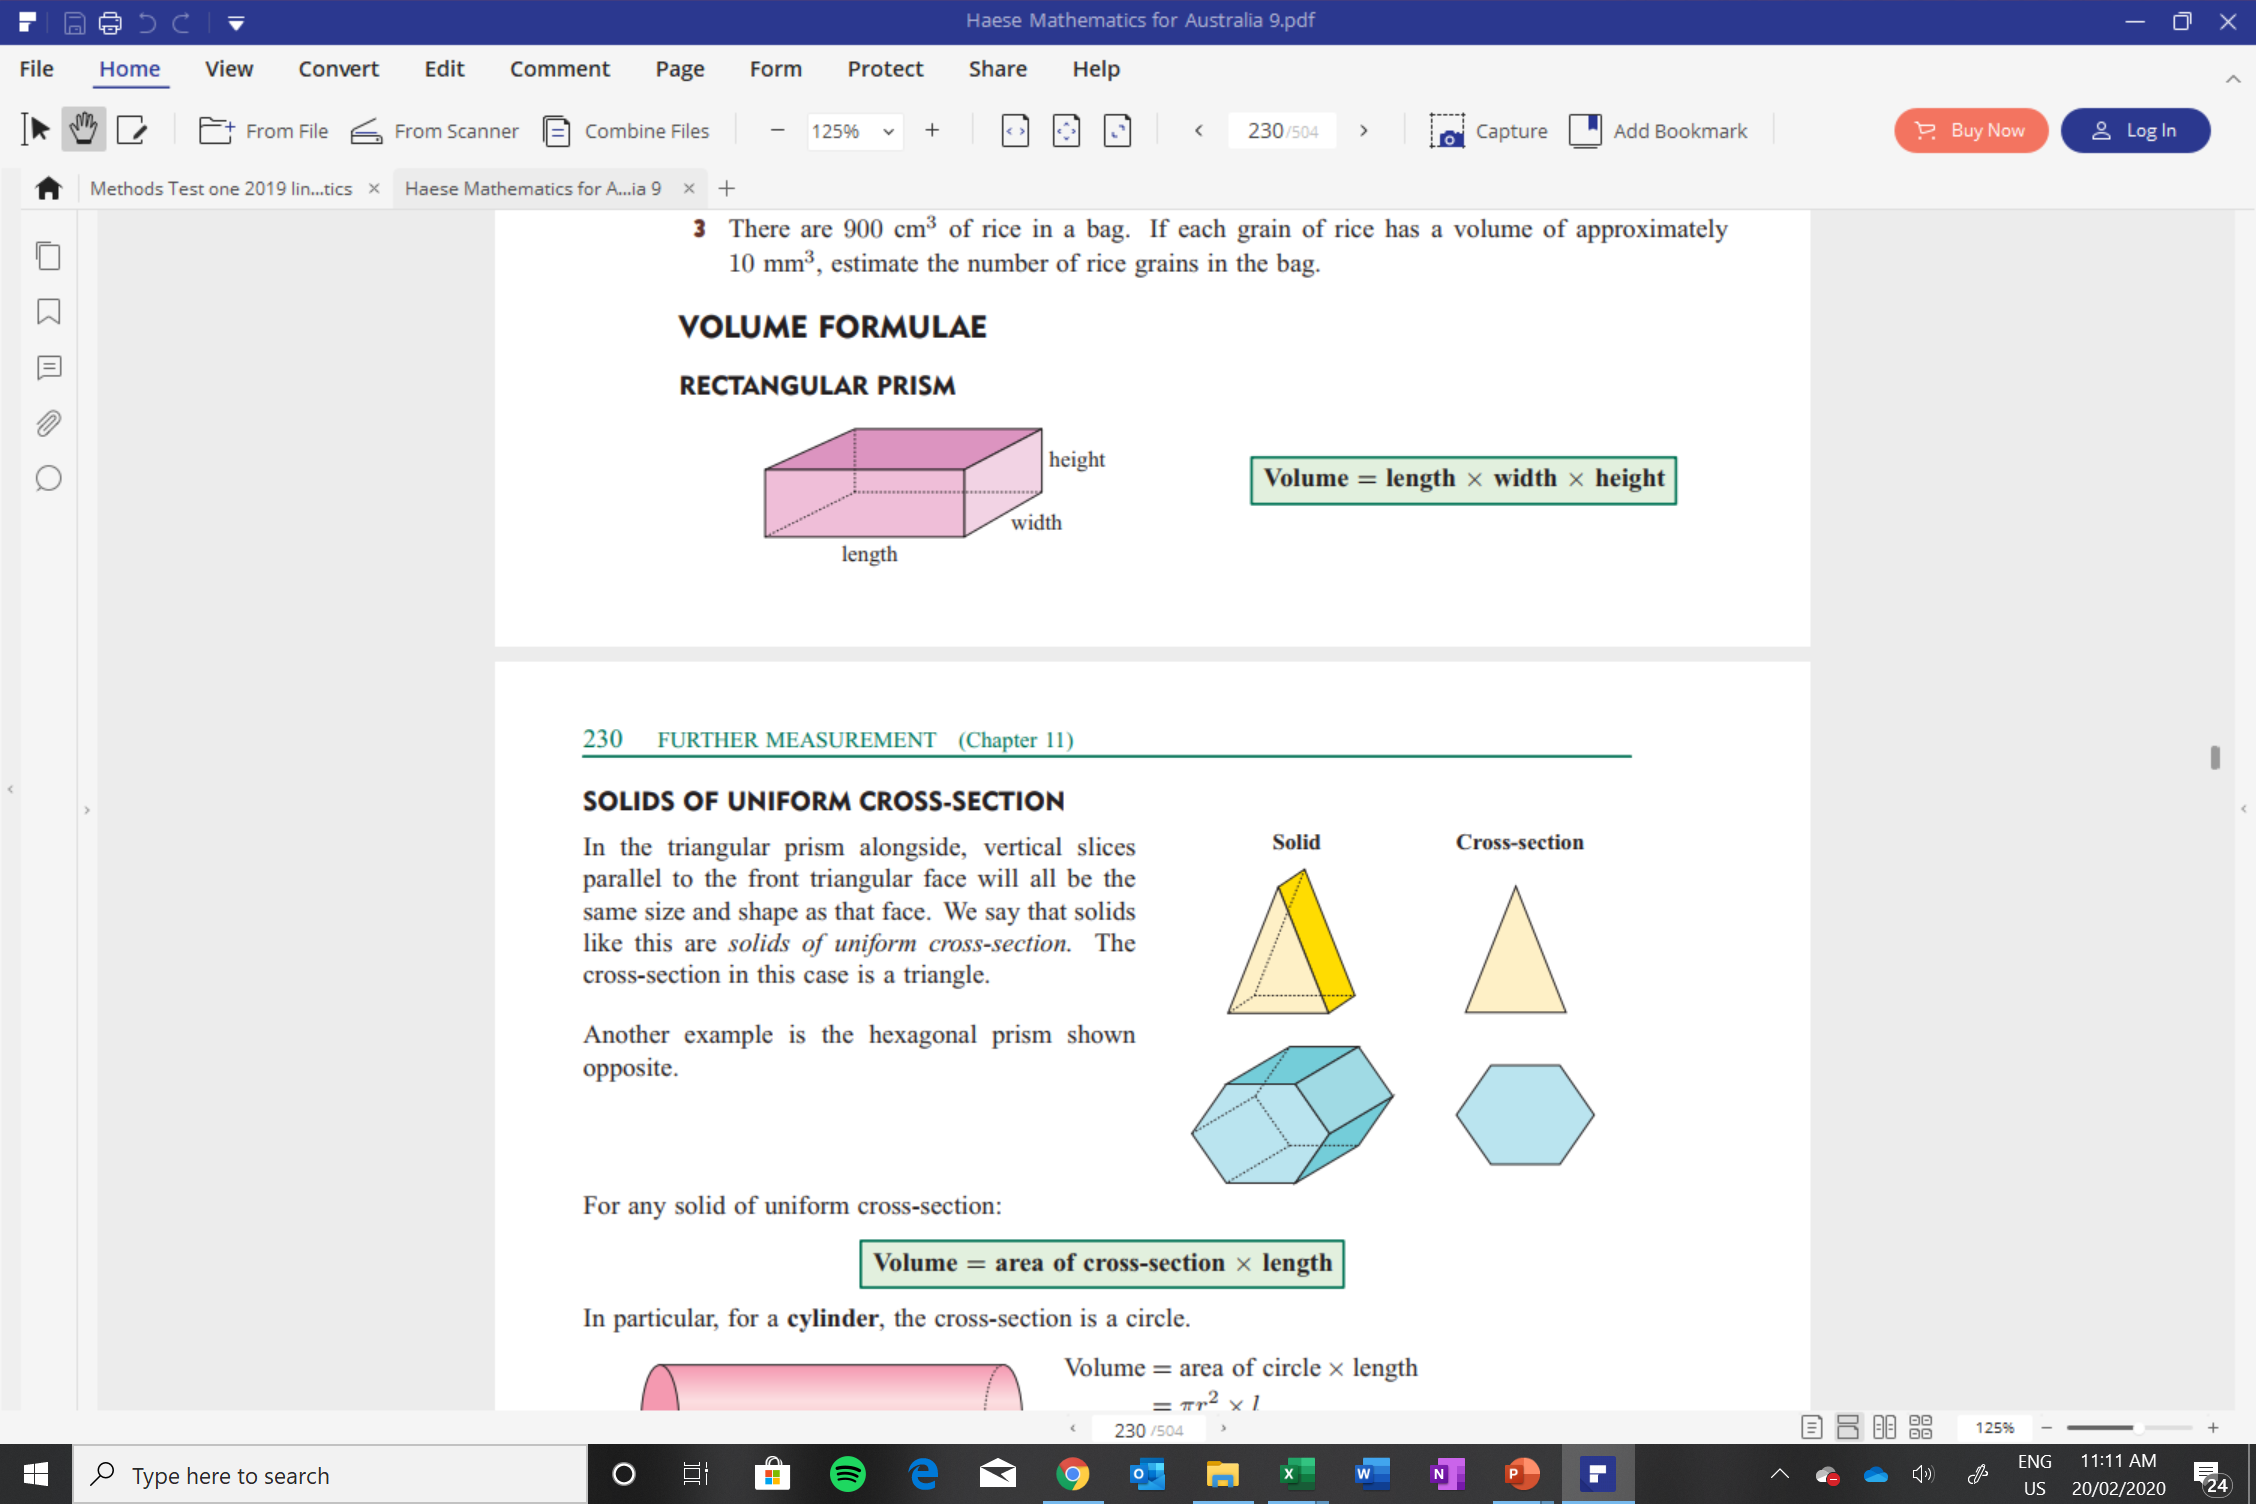 Haese Mathematics for Australia 9.pdf
File Home View Convert Edit Comment Page Form Protect Share Help
From File From Scanner Combine Files 125% 230/504 Capture Add Bookmark Buy Now Log In
Methods Test one 2019 lin...tics × Haese Mathematics for A...ia 9 × +
3 There are 900 cm³ of rice in a bag. If each grain of rice has a volume of approximately
10 mm³, estimate the number of rice grains in the bag.
VOLUME FORMULAE
RECTANGULAR PRISM
height
Volume = length × width × height
width
length
230 FURTHER MEASUREMENT (Chapter 11)
SOLIDS OF UNIFORM CROSS-SECTION
In the triangular prism alongside, vertical slices
parallel to the front triangular face will all be the
same size and shape as that face. We say that solids
like this are solids of uniform cross-section. The
cross-section in this case is a triangle.
Solid Cross-section
Another example is the hexagonal prism shown
opposite.
For any solid of uniform cross-section:
Volume = area of cross-section × length
In particular, for a cylinder, the cross-section is a circle.
Volume = area of circle × length
= πr² × l
230 /504 125%
Type here to search
ENG 11:11 AM
US 20/02/2020 24